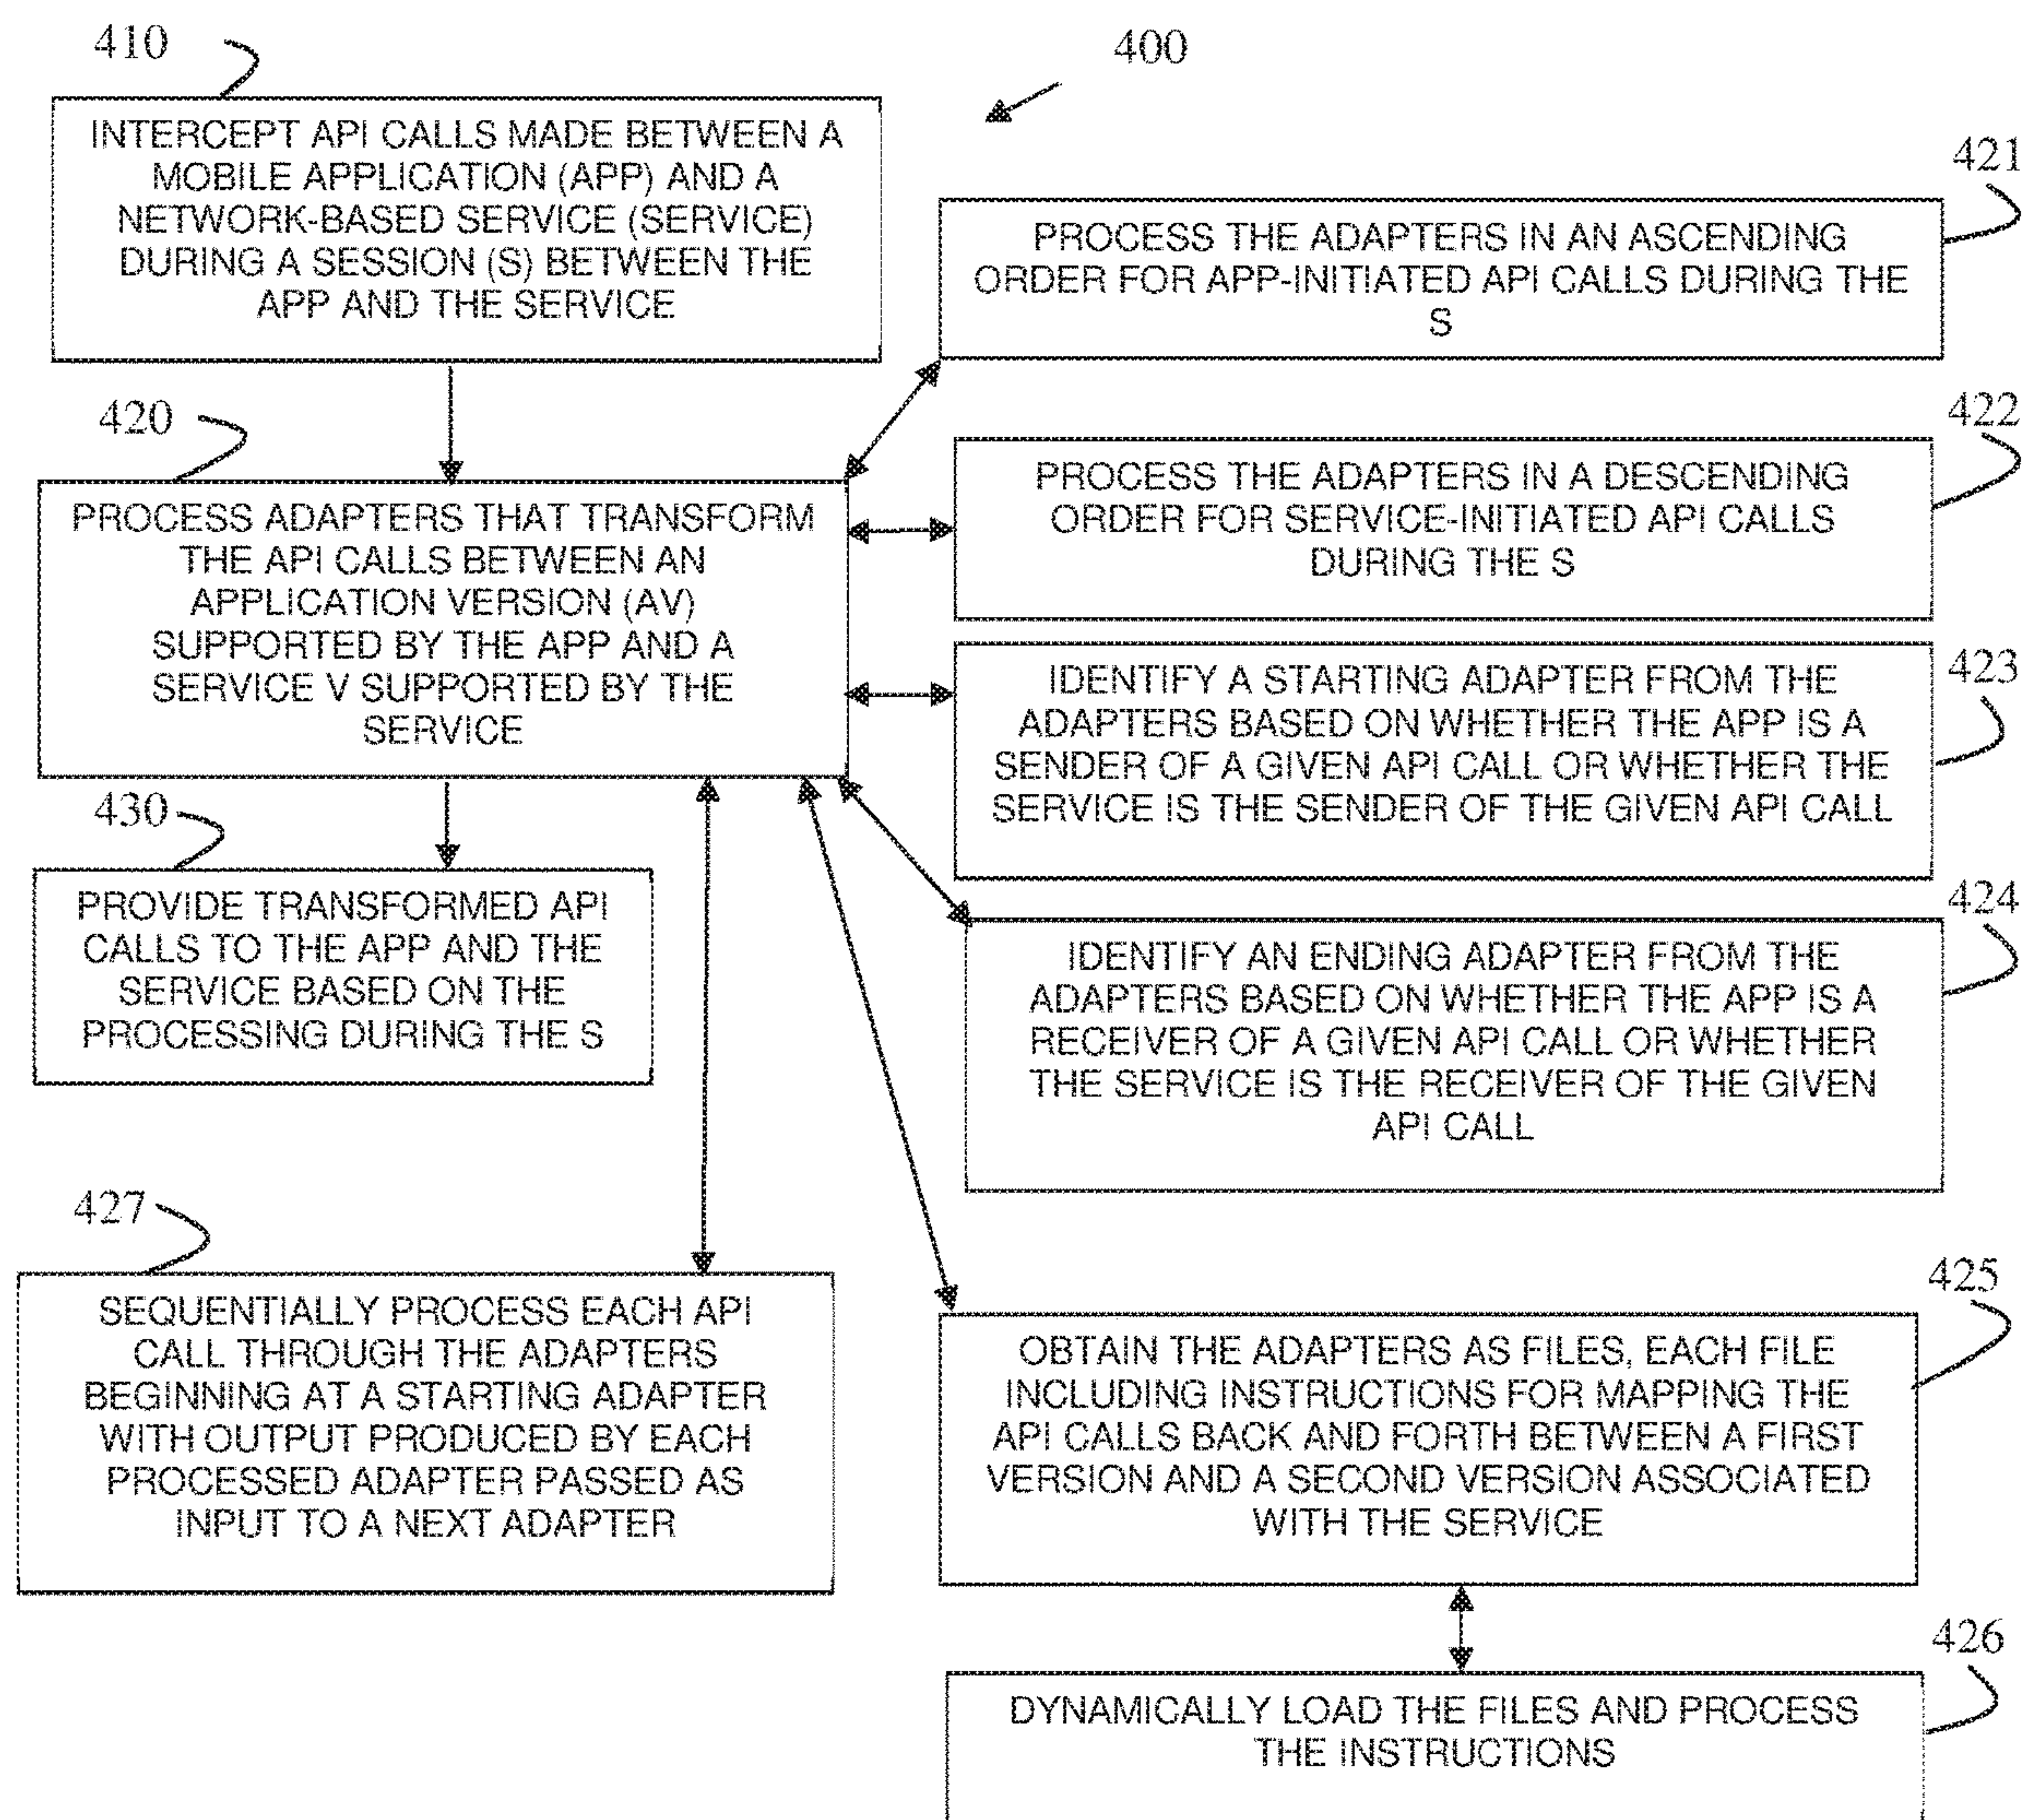 410
400
INTERCEPT API CALLS MADE BETWEEN A
MOBILE APPLICATION (APP) AND A
NETWORK-BASED SERVICE (SERVICE)
DURING A SESSION (S) BETWEEN THE
APP AND THE SERVICE
421
PROCESS THE ADAPTERS IN AN ASCENDING
ORDER FOR APP-INITIATED API CALLS DURING THE
S
420
PROCESS ADAPTERS THAT TRANSFORM
THE API CALLS BETWEEN AN
APPLICATION VERSION (AV)
SUPPORTED BY THE APP AND A
SERVICE V SUPPORTED BY THE
SERVICE
422
PROCESS THE ADAPTERS IN A DESCENDING
ORDER FOR SERVICE-INITIATED API CALLS
DURING THE S
423
IDENTIFY A STARTING ADAPTER FROM THE
ADAPTERS BASED ON WHETHER THE APP IS A
SENDER OF A GIVEN API CALL OR WHETHER THE
SERVICE IS THE SENDER OF THE GIVEN API CALL
430
PROVIDE TRANSFORMED API
CALLS TO THE APP AND THE
SERVICE BASED ON THE
PROCESSING DURING THE S
424
IDENTIFY AN ENDING ADAPTER FROM THE
ADAPTERS BASED ON WHETHER THE APP IS A
RECEIVER OF A GIVEN API CALL OR WHETHER
THE SERVICE IS THE RECEIVER OF THE GIVEN
API CALL
427
SEQUENTIALLY PROCESS EACH API
CALL THROUGH THE ADAPTERS
BEGINNING AT A STARTING ADAPTER
WITH OUTPUT PRODUCED BY EACH
PROCESSED ADAPTER PASSED AS
INPUT TO A NEXT ADAPTER
425
OBTAIN THE ADAPTERS AS FILES, EACH FILE
INCLUDING INSTRUCTIONS FOR MAPPING THE
API CALLS BACK AND FORTH BETWEEN A FIRST
VERSION AND A SECOND VERSION ASSOCIATED
WITH THE SERVICE
426
DYNAMICALLY LOAD THE FILES AND PROCESS
THE INSTRUCTIONS